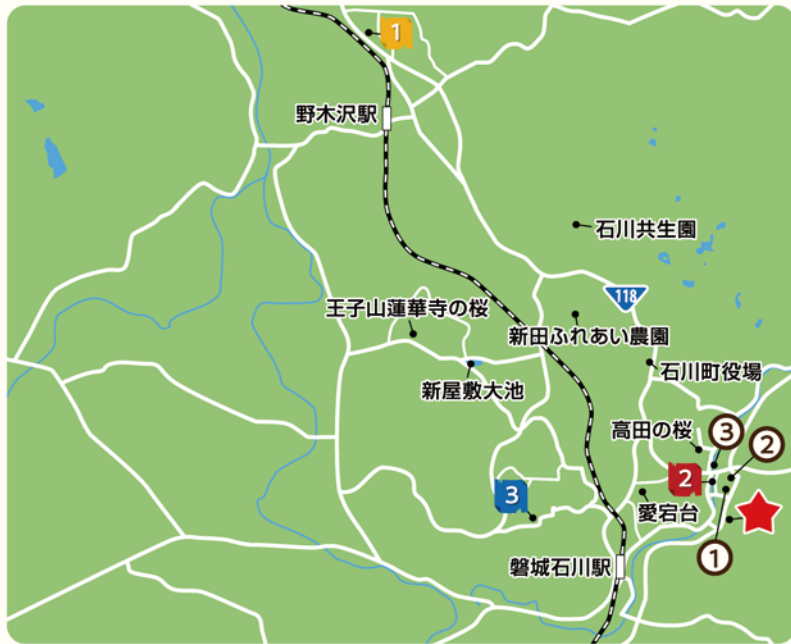 1
野木沢駅
石川共生園
118
王子山蓮華寺の桜
新田ふれあい農園
新屋敷大池
石川町役場
高田の桜
③
②
2
3
愛宕台
①
磐城石川駅